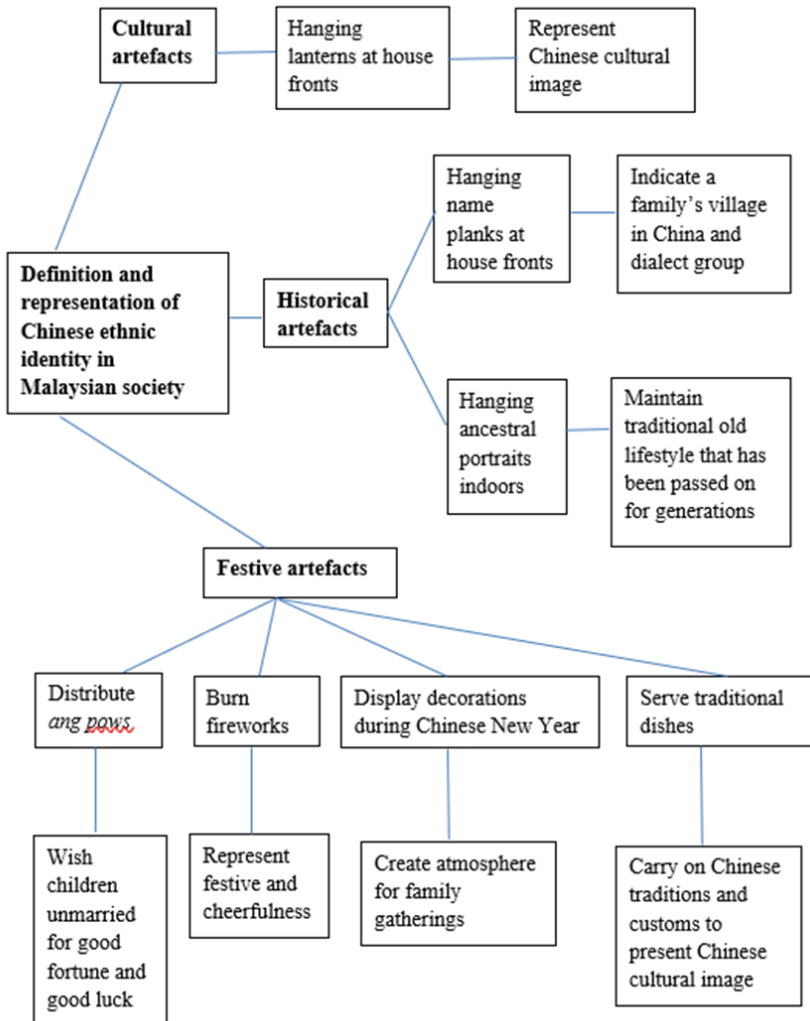 Cultural
artefacts
Hanging
lanterns at house
fronts
Represent
Chinese cultural
image
Hanging
name
planks at
house fronts
Indicate a
family's village
in China and
dialect group
Definition and
representation of
Chinese ethnic
identity in
Malaysian society
Historical
artefacts
Hanging
ancestral
portraits
indoors
Maintain
traditional old
lifestyle that has
been passed on
for generations
Festive artefacts
Distribute
ang pows
Burn
fireworks
Display decorations
during Chinese New Year
Serve traditional
dishes
Wish
children
unmarried
for good
fortune and
good luck
Represent
festive and
cheerfulness
Create atmosphere
for family
gatherings
Carry on Chinese
traditions and
customs to
present Chinese
cultural image